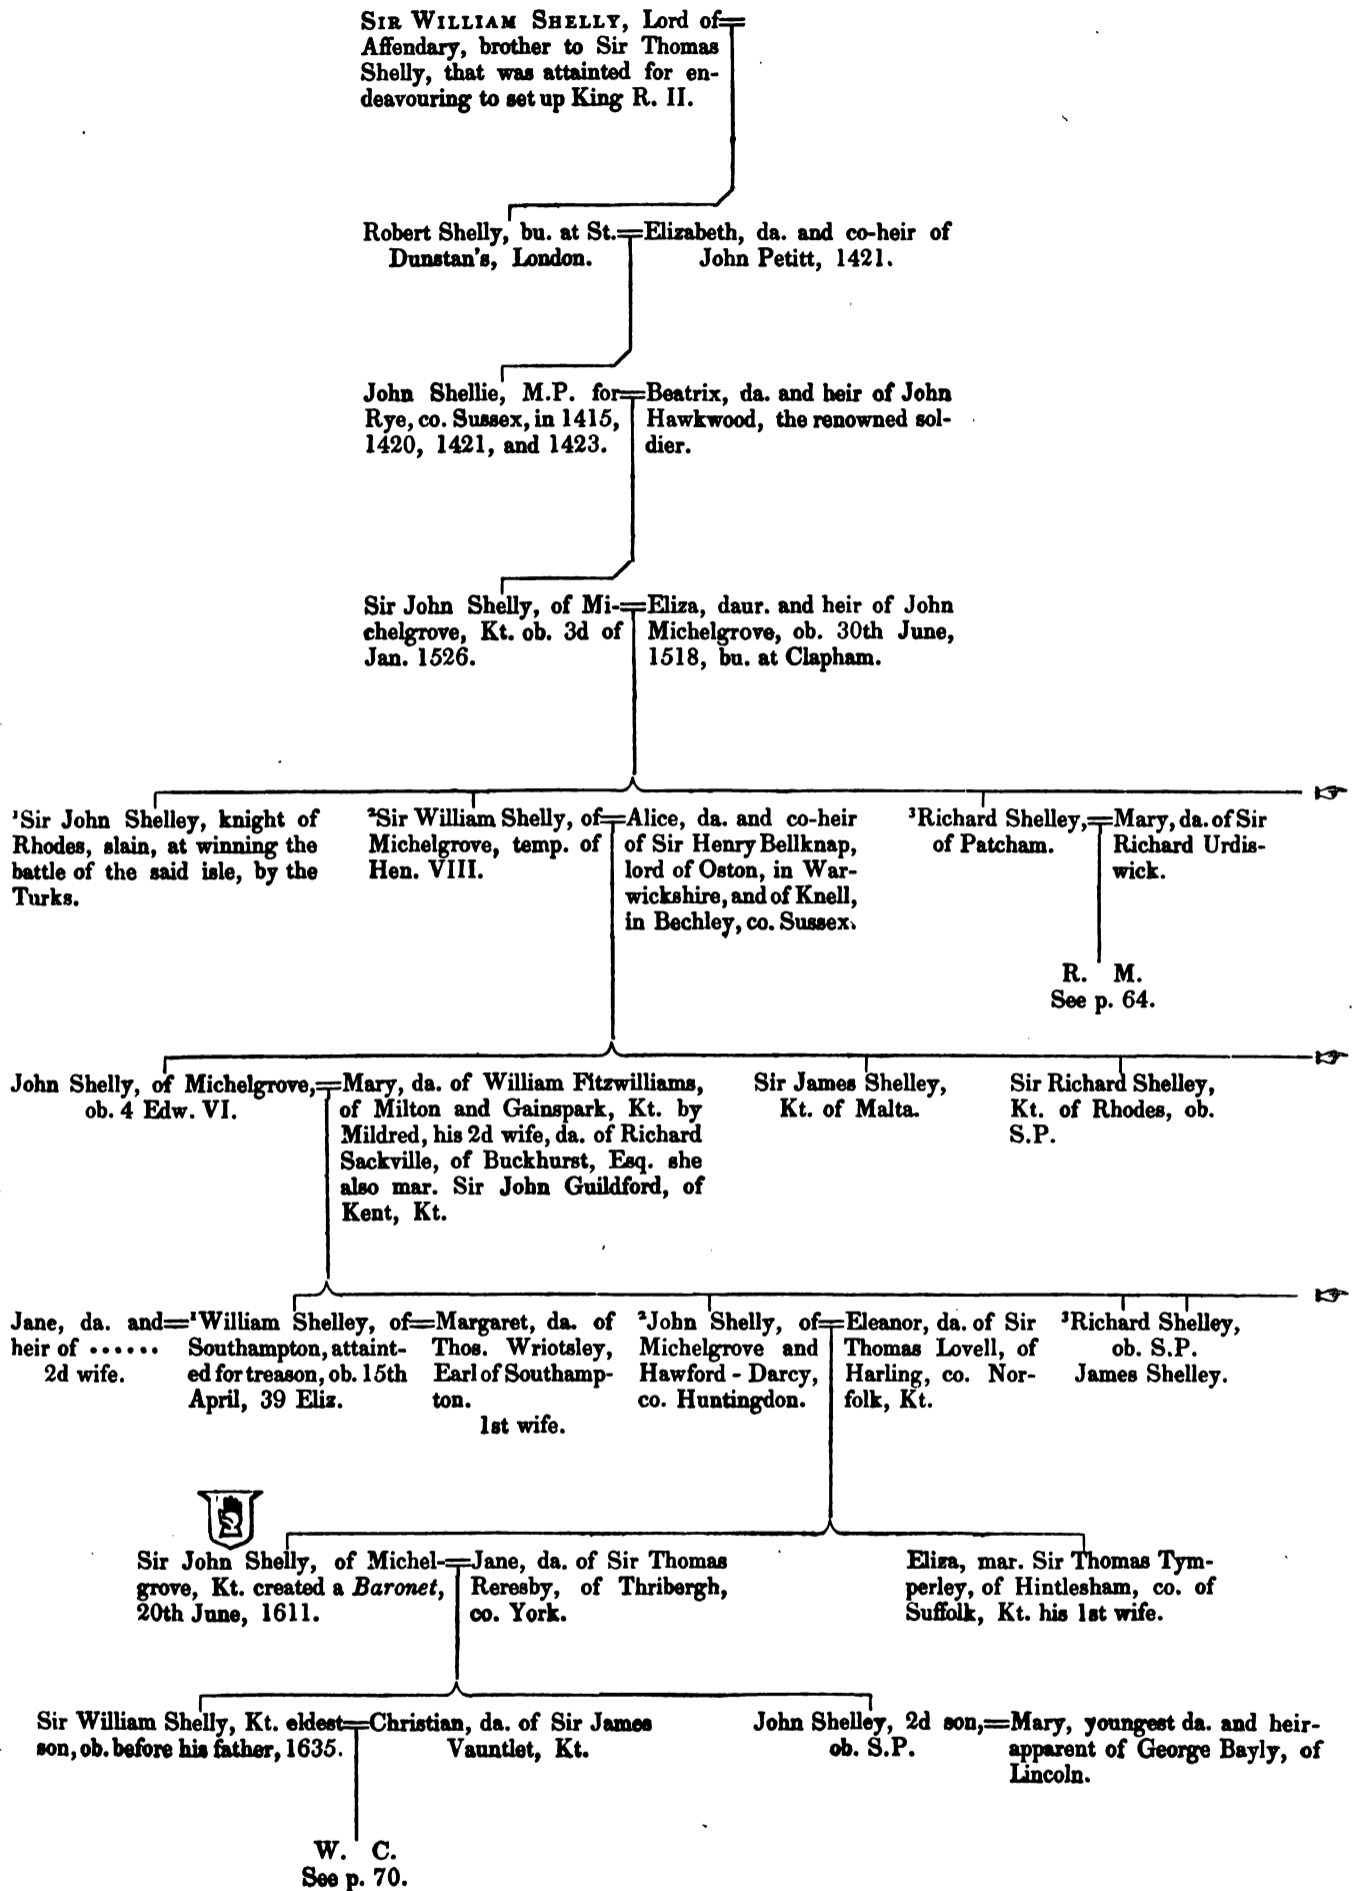 SIR WILLIAM SHELLY, Lord of
Affendary, brother to Sir Thomas
Shelly, that was attainted for en-
deavouring to set up King R. II.
Robert Shelly, bu. at St.
Dunstan's, London.
Elizabeth, da. and co-heir of
John Petitt, 1421.
John Shellie, M.P. for
Rye, co. Sussex, in 1415,
1420, 1421, and 1423.
Beatrix, da. and heir of John
Hawkwood, the renowned sol-
dier.
Sir John Shelly, of Mi-
chelgrove, Kt. ob. 3d of
Jan. 1526.
Eliza, daur. and heir of John
Michelgrove, ob. 30th June,
1518, bu. at Clapham.
¹Sir John Shelley, knight of
Rhodes, slain, at winning the
battle of the said isle, by the
Turks.
²Sir William Shelly, of
Michelgrove, temp. of
Hen. VIII.
Alice, da. and co-heir
of Sir Henry Bellknap,
lord of Oston, in War-
wickshire, and of Knell,
in Bechley, co. Sussex.
³Richard Shelley,
of Patcham.
Mary, da. of Sir
Richard Urdis-
wick.
R. M.
See p. 64.
John Shelly, of Michelgrove,
ob. 4 Edw. VI.
Mary, da. of William Fitzwilliams,
of Milton and Gainspark, Kt. by
Mildred, his 2d wife, da. of Richard
Sackville, of Buckhurst, Esq. she
also mar. Sir John Guildford, of
Kent, Kt.
Sir James Shelley,
Kt. of Malta.
Sir Richard Shelley,
Kt. of Rhodes, ob.
S.P.
Jane, da. and
heir of ......
2d wife.
¹William Shelley, of
Southampton, attaint-
ed for treason, ob. 15th
April, 39 Eliz.
Margaret, da. of
Thos. Wriotsley,
Earl of Southamp-
ton.
1st wife.
²John Shelly, of
Michelgrove and
Hawford - Darcy,
co. Huntingdon.
Eleanor, da. of Sir
Thomas Lovell, of
Harling, co. Nor-
folk, Kt.
³Richard Shelley,
ob. S.P.
James Shelley.
Sir John Shelly, of Michel-
grove, Kt. created a Baronet,
20th June, 1611.
Jane, da. of Sir Thomas
Reresby, of Thribergh,
co. York.
Eliza, mar. Sir Thomas Tym-
perley, of Hintlesham, co. of
Suffolk, Kt. his 1st wife.
Sir William Shelly, Kt. eldest
son, ob. before his father, 1635.
Christian, da. of Sir James
Vauntlet, Kt.
John Shelley, 2d son,
ob. S.P.
Mary, youngest da. and heir-
apparent of George Bayly, of
Lincoln.
W. C.
See p. 70.